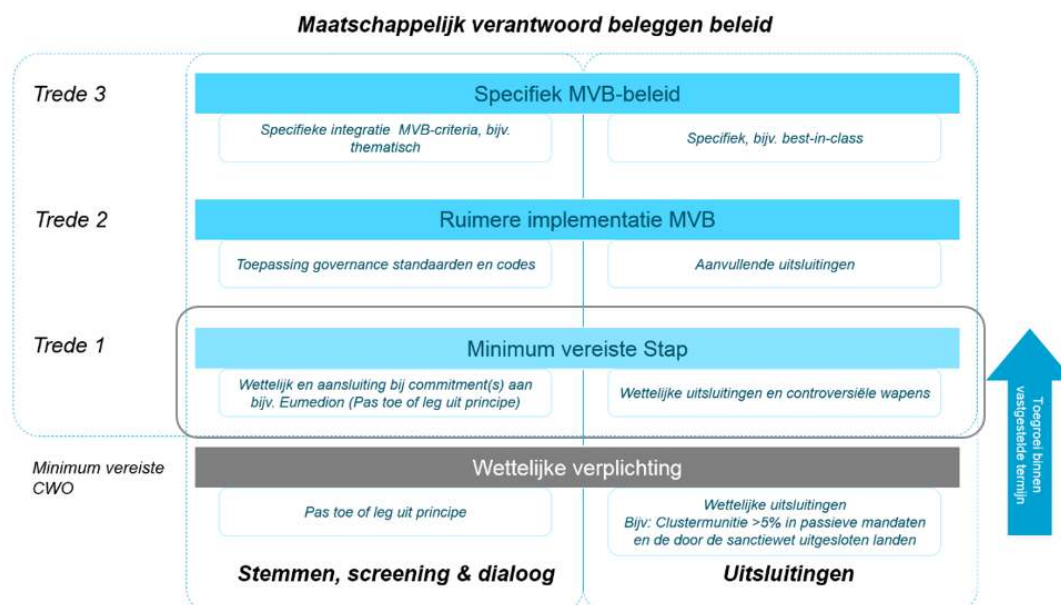 Maatschappelijk verantwoord beleggen beleid
Trede 3
Specifiek MVB-beleid
Specifieke integratie MVB-criteria, bijv.
thematisch
Specifiek, bijv. best-in-class
Trede 2
Ruimere implementatie MVB
Toepassing governance standaarden en codes
Aanvullende uitsluitingen
Trede 1
Minimum vereiste Stap
Wettelijk en aansluiting bij commitment(s) aan
bijv. Eumedion (Pas toe of leg uit principe)
Wettelijke uitsluitingen en controversiële wapens
Minimum vereiste
CWO
Wettelijke verplichting
Pas toe of leg uit principe
Wettelijke uitsluitingen
Bijv: Clustermunitie >5% in passieve mandaten
en de door de sanctiewet uitgesloten landen
Toegroei binnen
vastgestelde termijn
Stemmen, screening & dialoog
Uitsluitingen